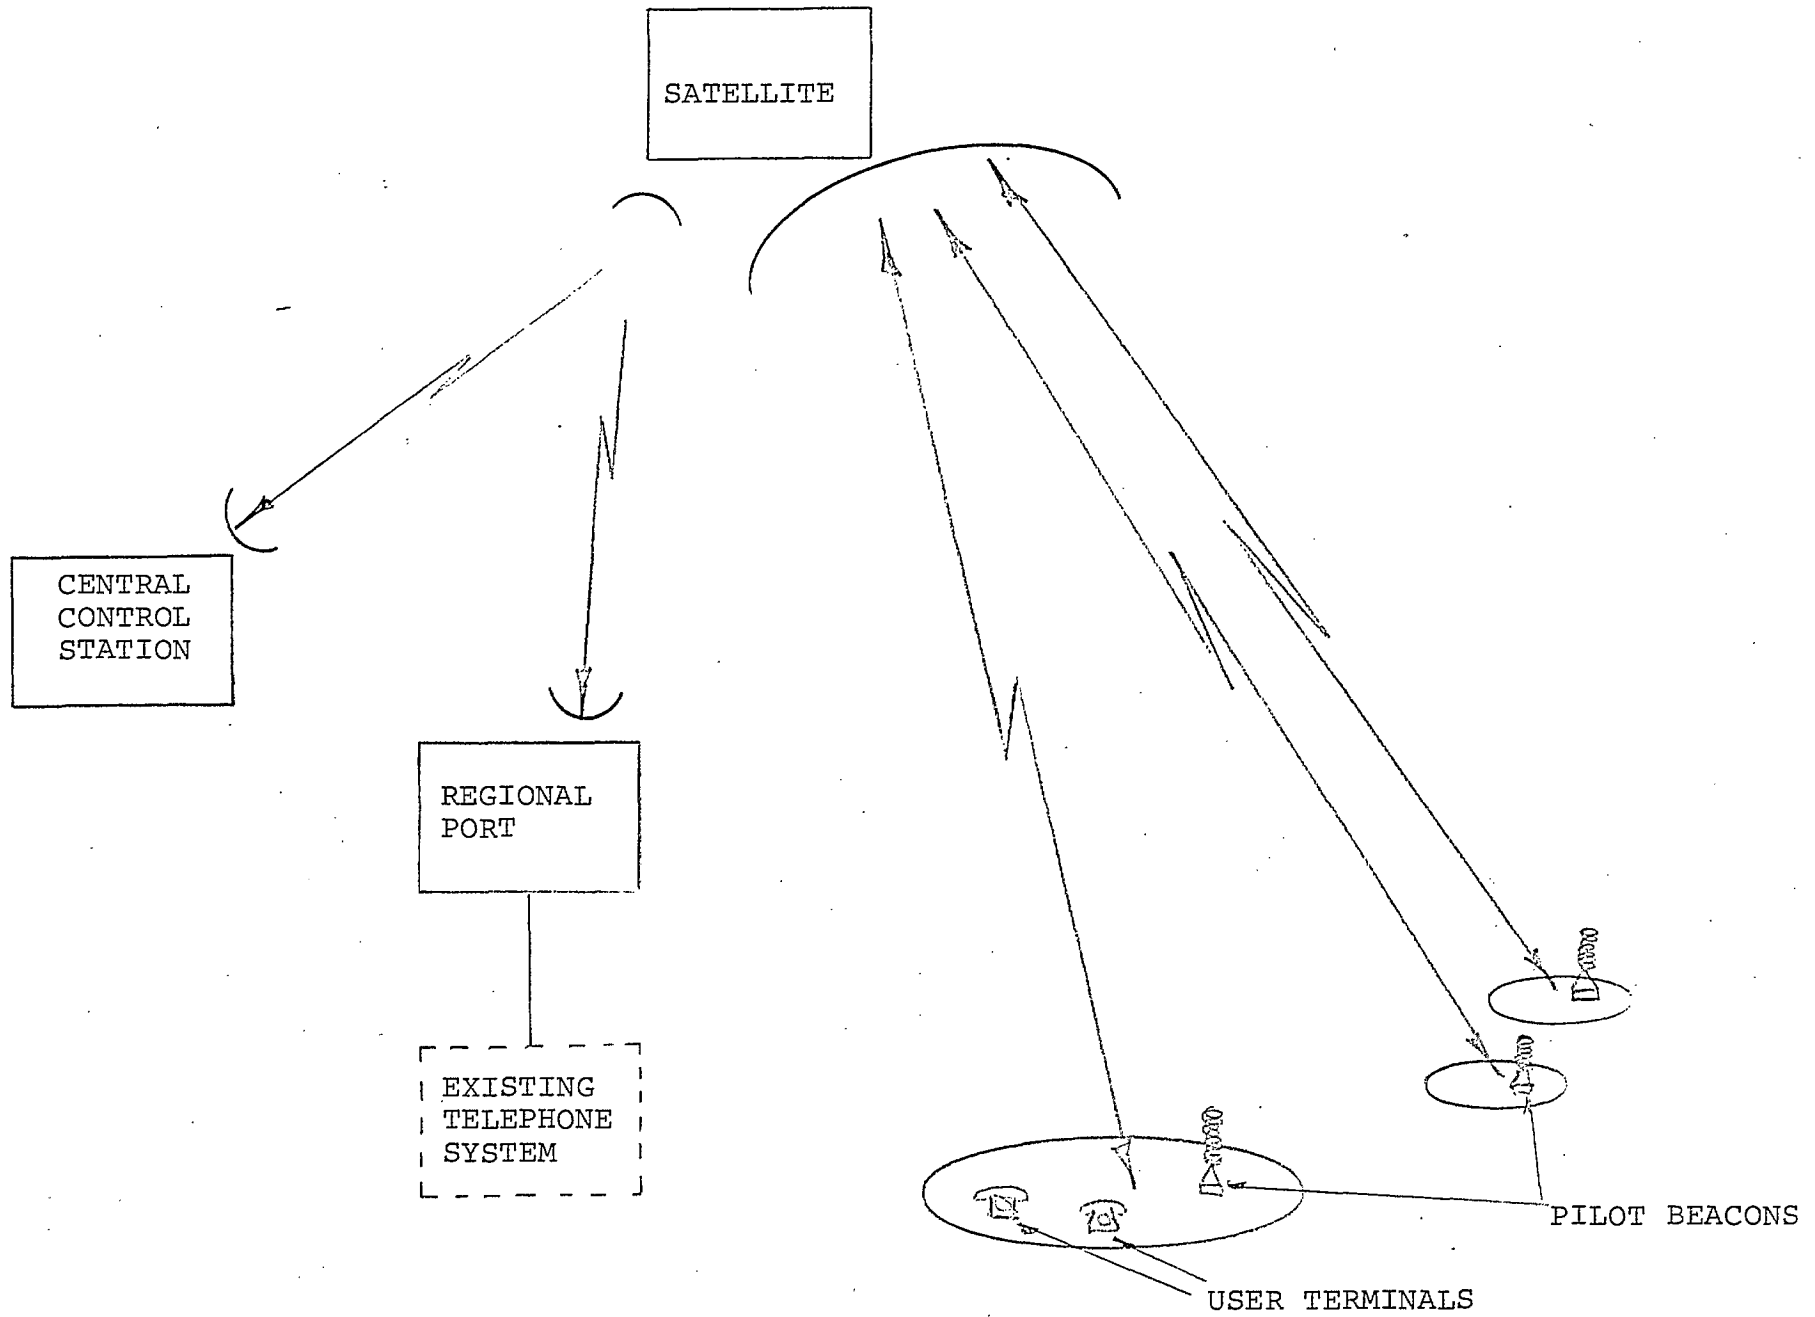 SATELLITE
CENTRAL
CONTROL
STATION
REGIONAL
PORT
EXISTING
TELEPHONE
SYSTEM
PILOT BEACONS
USER TERMINALS